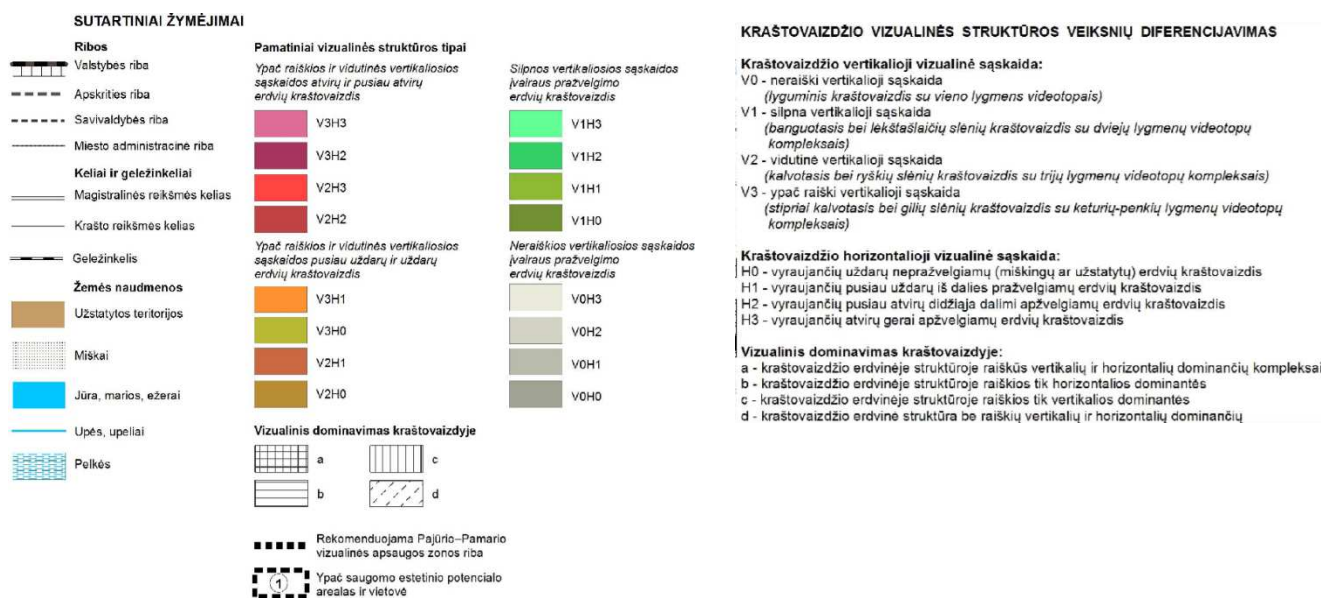 SUTARTINIAI ŽYMĖJIMAI
Ribos
Valstybės riba
Apskrities riba
Savivaldybės riba
Miesto administracinė riba
Keliai ir geležinkeliai
Magistralinės reikšmės kelias
Krašto reikšmės kelias
Geležinkelis
Žemės naudmenos
Užstatytos teritorijos
Miškai
Jūra, marios, ežerai
Upės, upeliai
Pelkės
Pamatiniai vizualinės struktūros tipai
Ypač raiškios ir vidutinės vertikaliosios
sąskaidos atvirų ir pusiau atvirų
erdvių kraštovaizdis
V3H3
V3H2
V2H3
V2H2
Ypač raiškios ir vidutinės vertikaliosios
sąskaidos pusiau uždarų ir uždarų
erdvių kraštovaizdis
V3H1
V3H0
V2H1
V2H0
Silpnos vertikaliosios sąskaidos
įvairaus pražvelgimo
erdvių kraštovaizdis
V1H3
V1H2
V1H1
V1H0
Neraiškios vertikaliosios sąskaidos
įvairaus pražvelgimo
erdvių kraštovaizdis
V0H3
V0H2
V0H1
V0H0
Vizualinis dominavimas kraštovaizdyje
a
c
b
d
Rekomenduojama Pajūrio–Pamario
vizualinės apsaugos zonos riba
1
Ypač saugomo estetinio potencialo
arealas ir vietovė
KRAŠTOVAIZDŽIO VIZUALINĖS STRUKTŪROS VEIKSNIŲ DIFERENCIJAVIMAS
Kraštovaizdžio vertikalioji vizualinė sąskaida:
V0 - neraiški vertikalioji sąskaida
(lyguminis kraštovaizdis su vieno lygmens videotopais)
V1 - silpna vertikalioji sąskaida
(banguotasis bei lėkštašlaičių slėnių kraštovaizdis su dviejų lygmenų videotopų
kompleksais)
V2 - vidutinė vertikalioji sąskaida
(kalvotasis bei ryškių slėnių kraštovaizdis su trijų lygmenų videotopų kompleksais)
V3 - ypač raiški vertikalioji sąskaida
(stipriai kalvotasis bei gilių slėnių kraštovaizdis su keturių-penkių lygmenų videotopų
kompleksais)
Kraštovaizdžio horizontalioji vizualinė sąskaida:
H0 - vyraujančių uždarų nepražvelgiamų (miškingų ar užstatytų) erdvių kraštovaizdis
H1 - vyraujančių pusiau uždarų iš dalies pražvelgiamų erdvių kraštovaizdis
H2 - vyraujančių pusiau atvirų didžiąja dalimi apžvelgiamų erdvių kraštovaizdis
H3 - vyraujančių atvirų gerai apžvelgiamų erdvių kraštovaizdis
Vizualinis dominavimas kraštovaizdyje:
a - kraštovaizdžio erdvinėje struktūroje raiškūs vertikalių ir horizontalių dominančių kompleksai
b - kraštovaizdžio erdvinėje struktūroje raiškios tik horizontalios dominantės
c - kraštovaizdžio erdvinėje struktūroje raiškios tik vertikalios dominantės
d - kraštovaizdžio erdvinė struktūra be raiškių vertikalių ir horizontalių dominančių